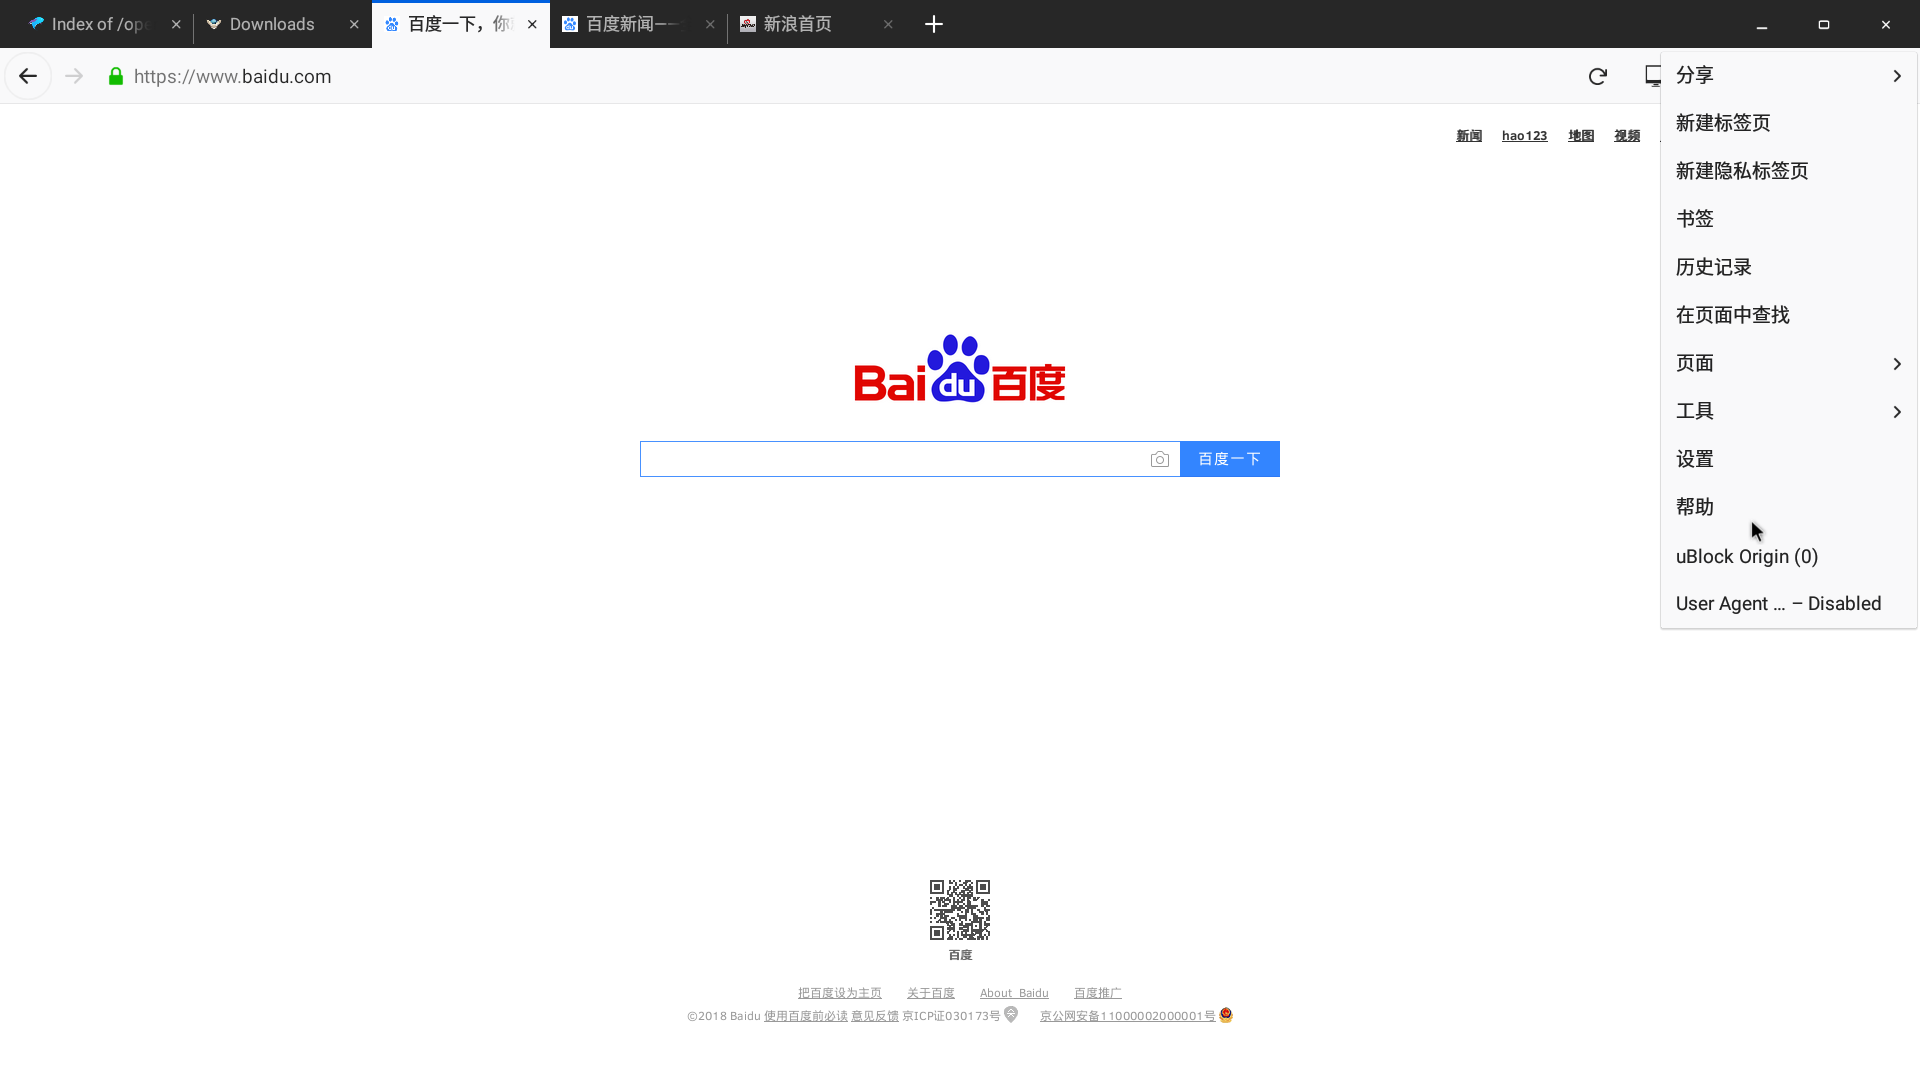 Index of /ope
Downloads
百度一下，你
百度新闻——
新浪首页
https://www.baidu.com
新闻
hao123
地图
视频
分享
新建标签页
新建隐私标签页
书签
历史记录
在页面中查找
页面
工具
设置
帮助
uBlock Origin (0)
User Agent ... – Disabled
Bai du 百度
百度一下
百度
把百度设为主页 关于百度 About Baidu 百度推广
©2018 Baidu 使用百度前必读 意见反馈 京ICP证030173号 京公网安备11000002000001号